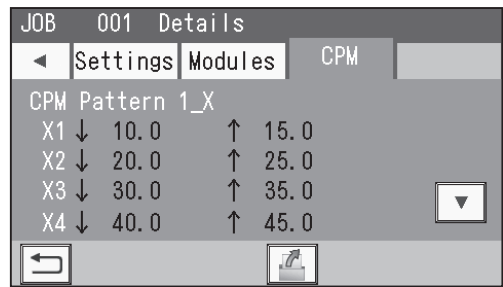 JOB 001 Details
◄ Settings Modules CPM
CPM Pattern 1_X
X1 ↓ 10.0 ↑ 15.0
X2 ↓ 20.0 ↑ 25.0
X3 ↓ 30.0 ↑ 35.0
X4 ↓ 40.0 ↑ 45.0
▼